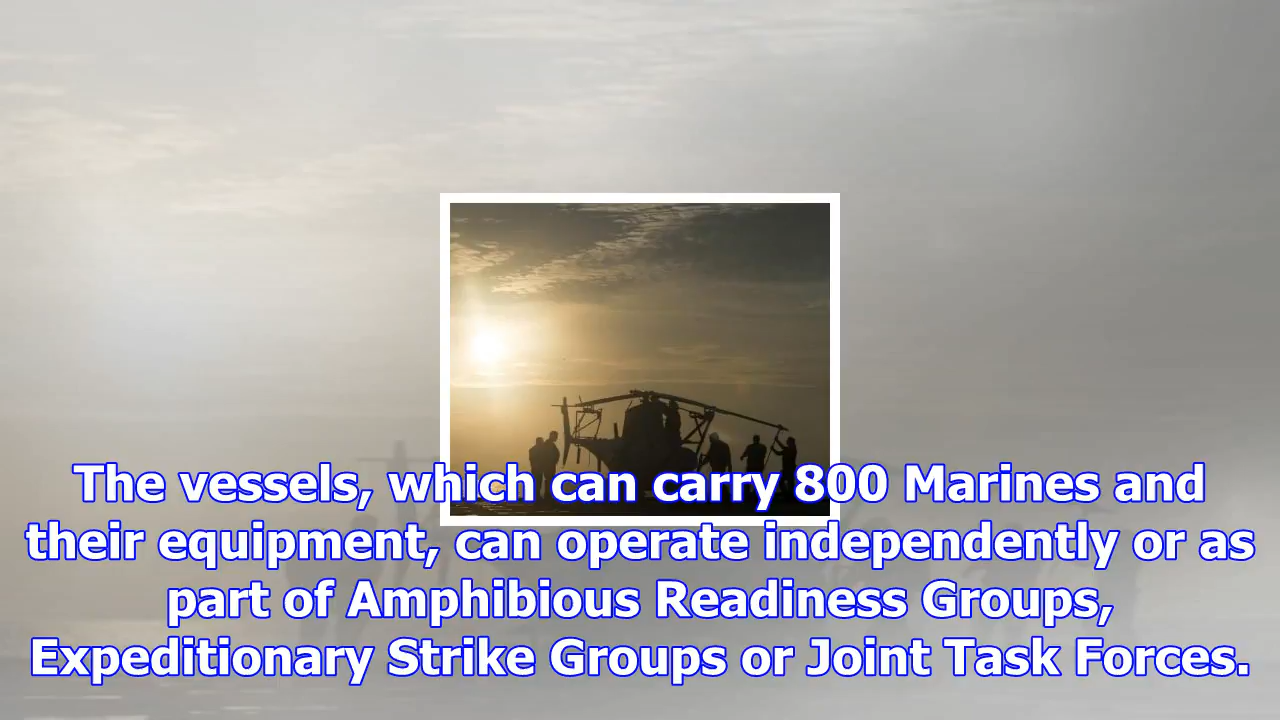 The vessels, which can carry 800 Marines and
their equipment, can operate independently or as
part of Amphibious Readiness Groups,
Expeditionary Strike Groups or Joint Task Forces.